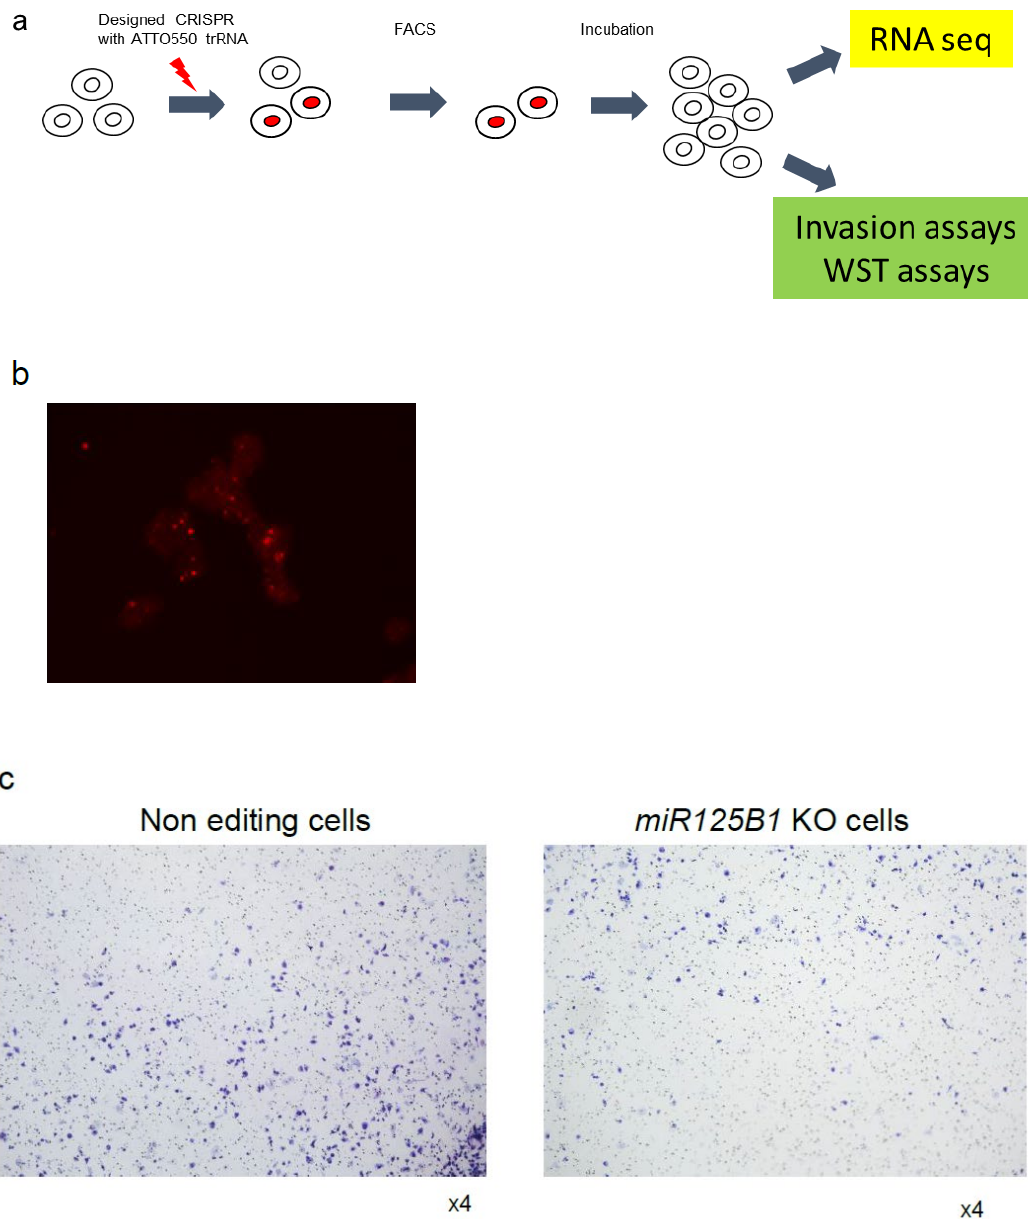 a
Designed CRISPR
with ATTO550 trRNA
FACS
Incubation
RNA seq
Invasion assays
WST assays
b
c
Non editing cells
miR125B1 KO cells
x4
x4